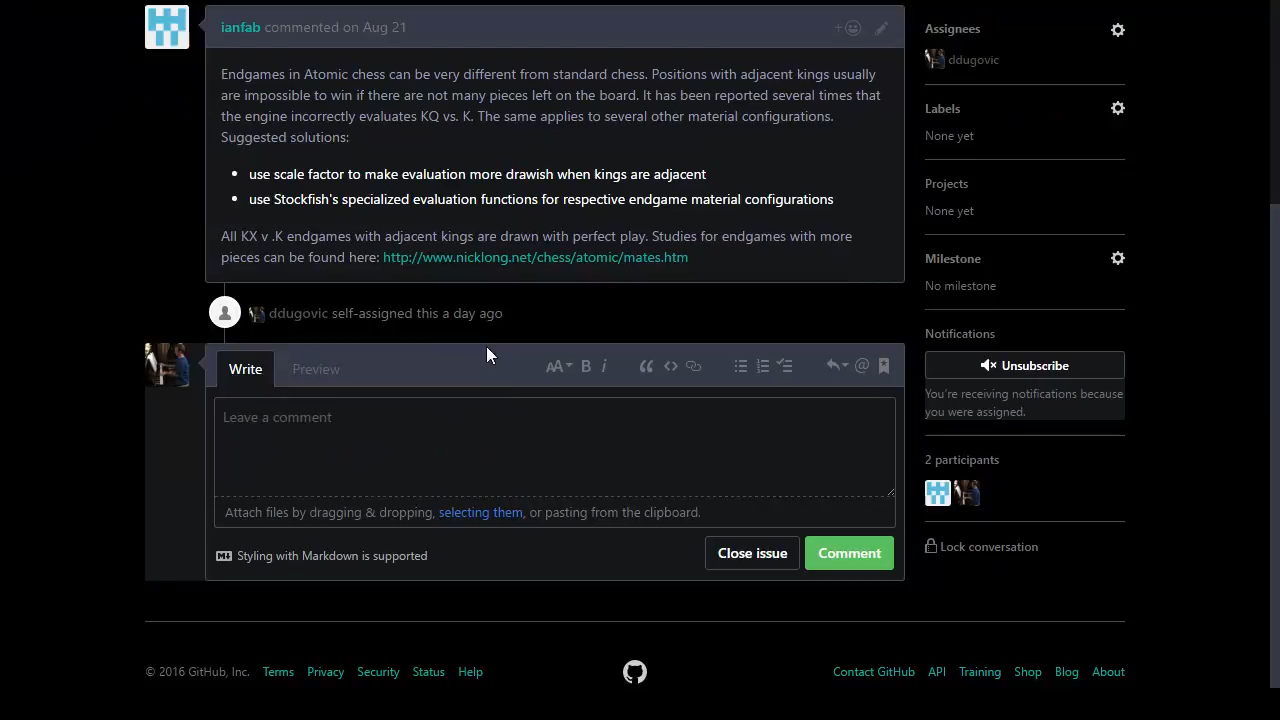 ianfab commented on Aug 21
Endgames in Atomic chess can be very different from standard chess. Positions with adjacent kings usually
are impossible to win if there are not many pieces left on the board. It has been reported several times that
the engine incorrectly evaluates KQ vs. K. The same applies to several other material configurations.
Suggested solutions:
• use scale factor to make evaluation more drawish when kings are adjacent
• use Stockfish's specialized evaluation functions for respective endgame material configurations
All KX v .K endgames with adjacent kings are drawn with perfect play. Studies for endgames with more
pieces can be found here: http://www.nicklong.net/chess/atomic/mates.htm
ddugovic self-assigned this a day ago
Write Preview AA B i
Leave a comment
Attach files by dragging & dropping, selecting them, or pasting from the clipboard.
Styling with Markdown is supported
Close issue Comment
Assignees
ddugovic
Labels
None yet
Projects
None yet
Milestone
No milestone
Notifications
Unsubscribe
You're receiving notifications because
you were assigned.
2 participants
Lock conversation
© 2016 GitHub, Inc. Terms Privacy Security Status Help Contact GitHub API Training Shop Blog About